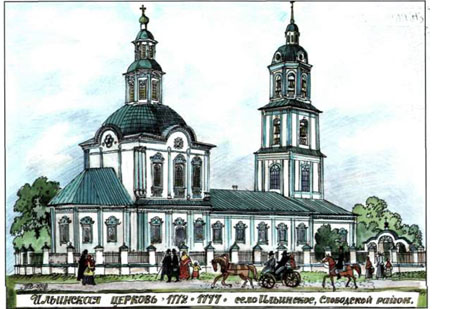 Ильинская церковь · 1772 · 1777 · село Ильинское, Слободской район.